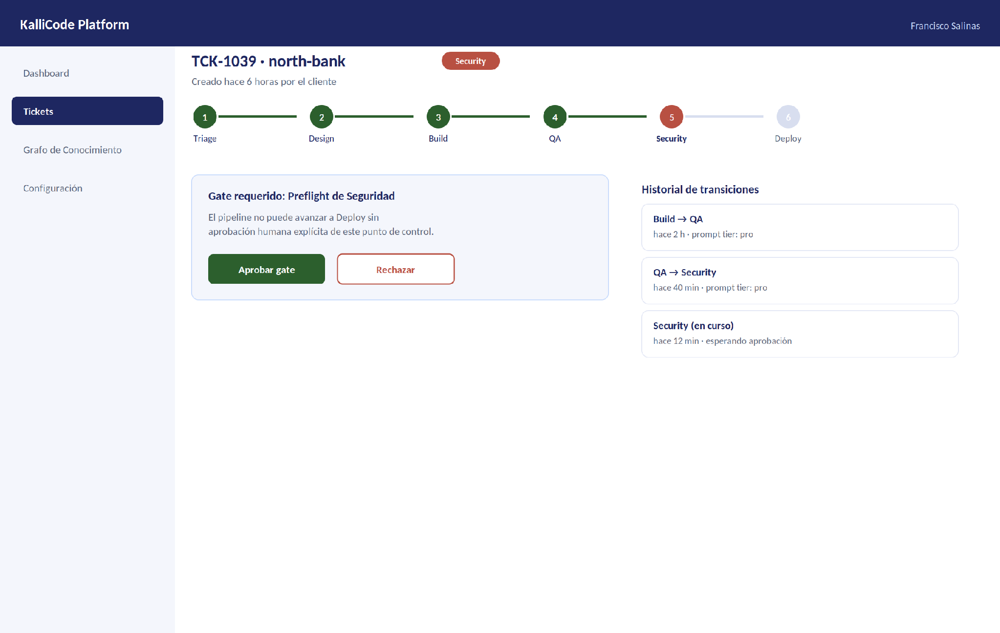 KalliCode Platform
Francisco Salinas
Dashboard
Tickets
Grafo de Conocimiento
Configuración
TCK-1039 · north-bank
Security
Creado hace 6 horas por el cliente
1
2
3
4
5
6
Triage
Design
Build
QA
Security
Deploy
Gate requerido: Preflight de Seguridad
El pipeline no puede avanzar a Deploy sin
aprobación humana explícita de este punto de control.
Aprobar gate
Rechazar
Historial de transiciones
Build → QA
hace 2 h · prompt tier: pro
QA → Security
hace 40 min · prompt tier: pro
Security (en curso)
hace 12 min · esperando aprobación